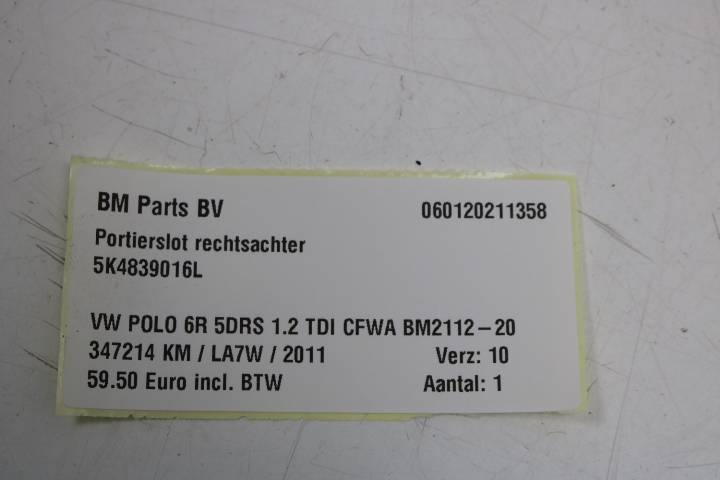 BM Parts BV 060120211358
Portierslot rechtsachter
5K4839016L
VW POLO 6R 5DRS 1.2 TDI CFWA BM2112-20
347214 KM / LA7W / 2011 Verz: 10
59.50 Euro incl. BTW Aantal: 1